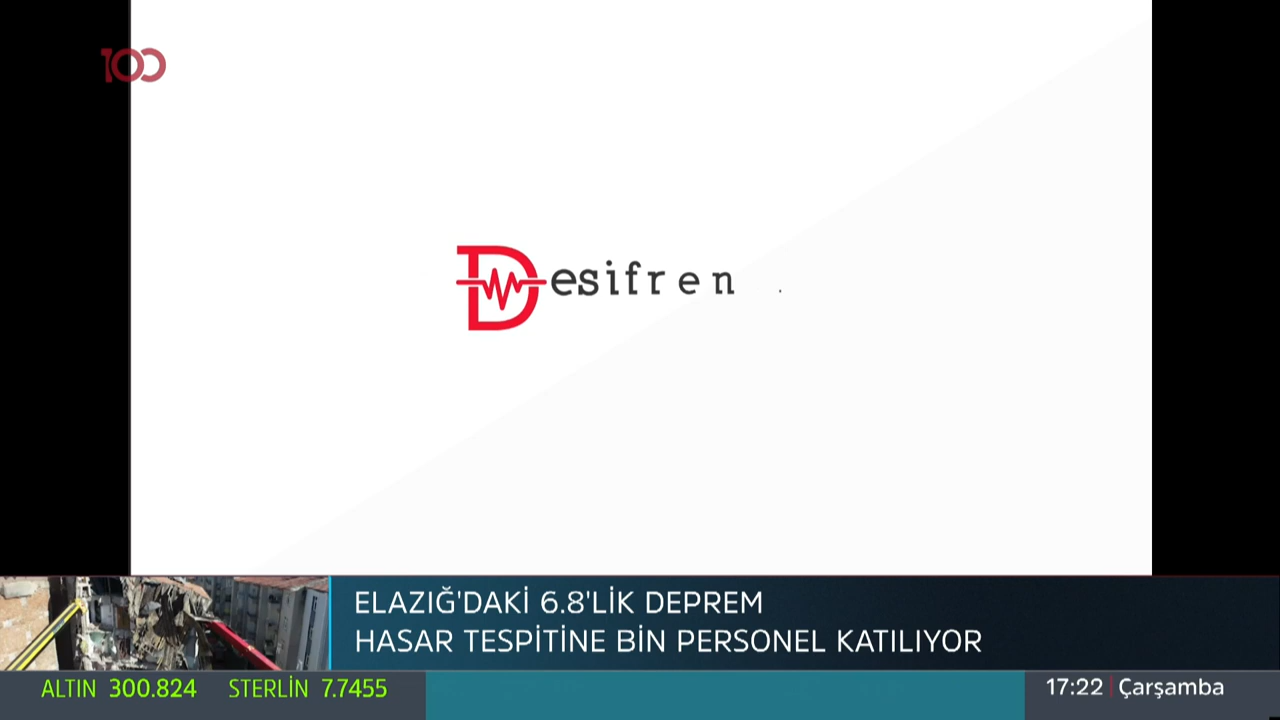 100
Desifren
ELAZIĞ'DAKİ 6.8'LİK DEPREM
HASAR TESPİTİNE BİN PERSONEL KATILIYOR
ALTIN 300.824 STERLİN 7.7455
17:22 Çarşamba